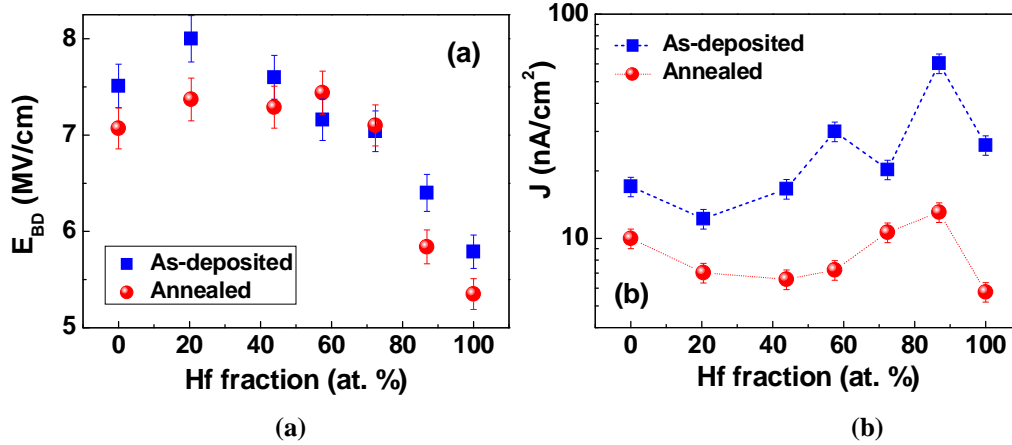 (a)
8
7
6
5
E_BD (MV/cm)
As-deposited
Annealed
0 20 40 60 80 100
Hf fraction (at. %)
(a)
100
10
J (nA/cm²)
As-deposited
Annealed
(b)
0 20 40 60 80 100
Hf fraction (at. %)
(b)